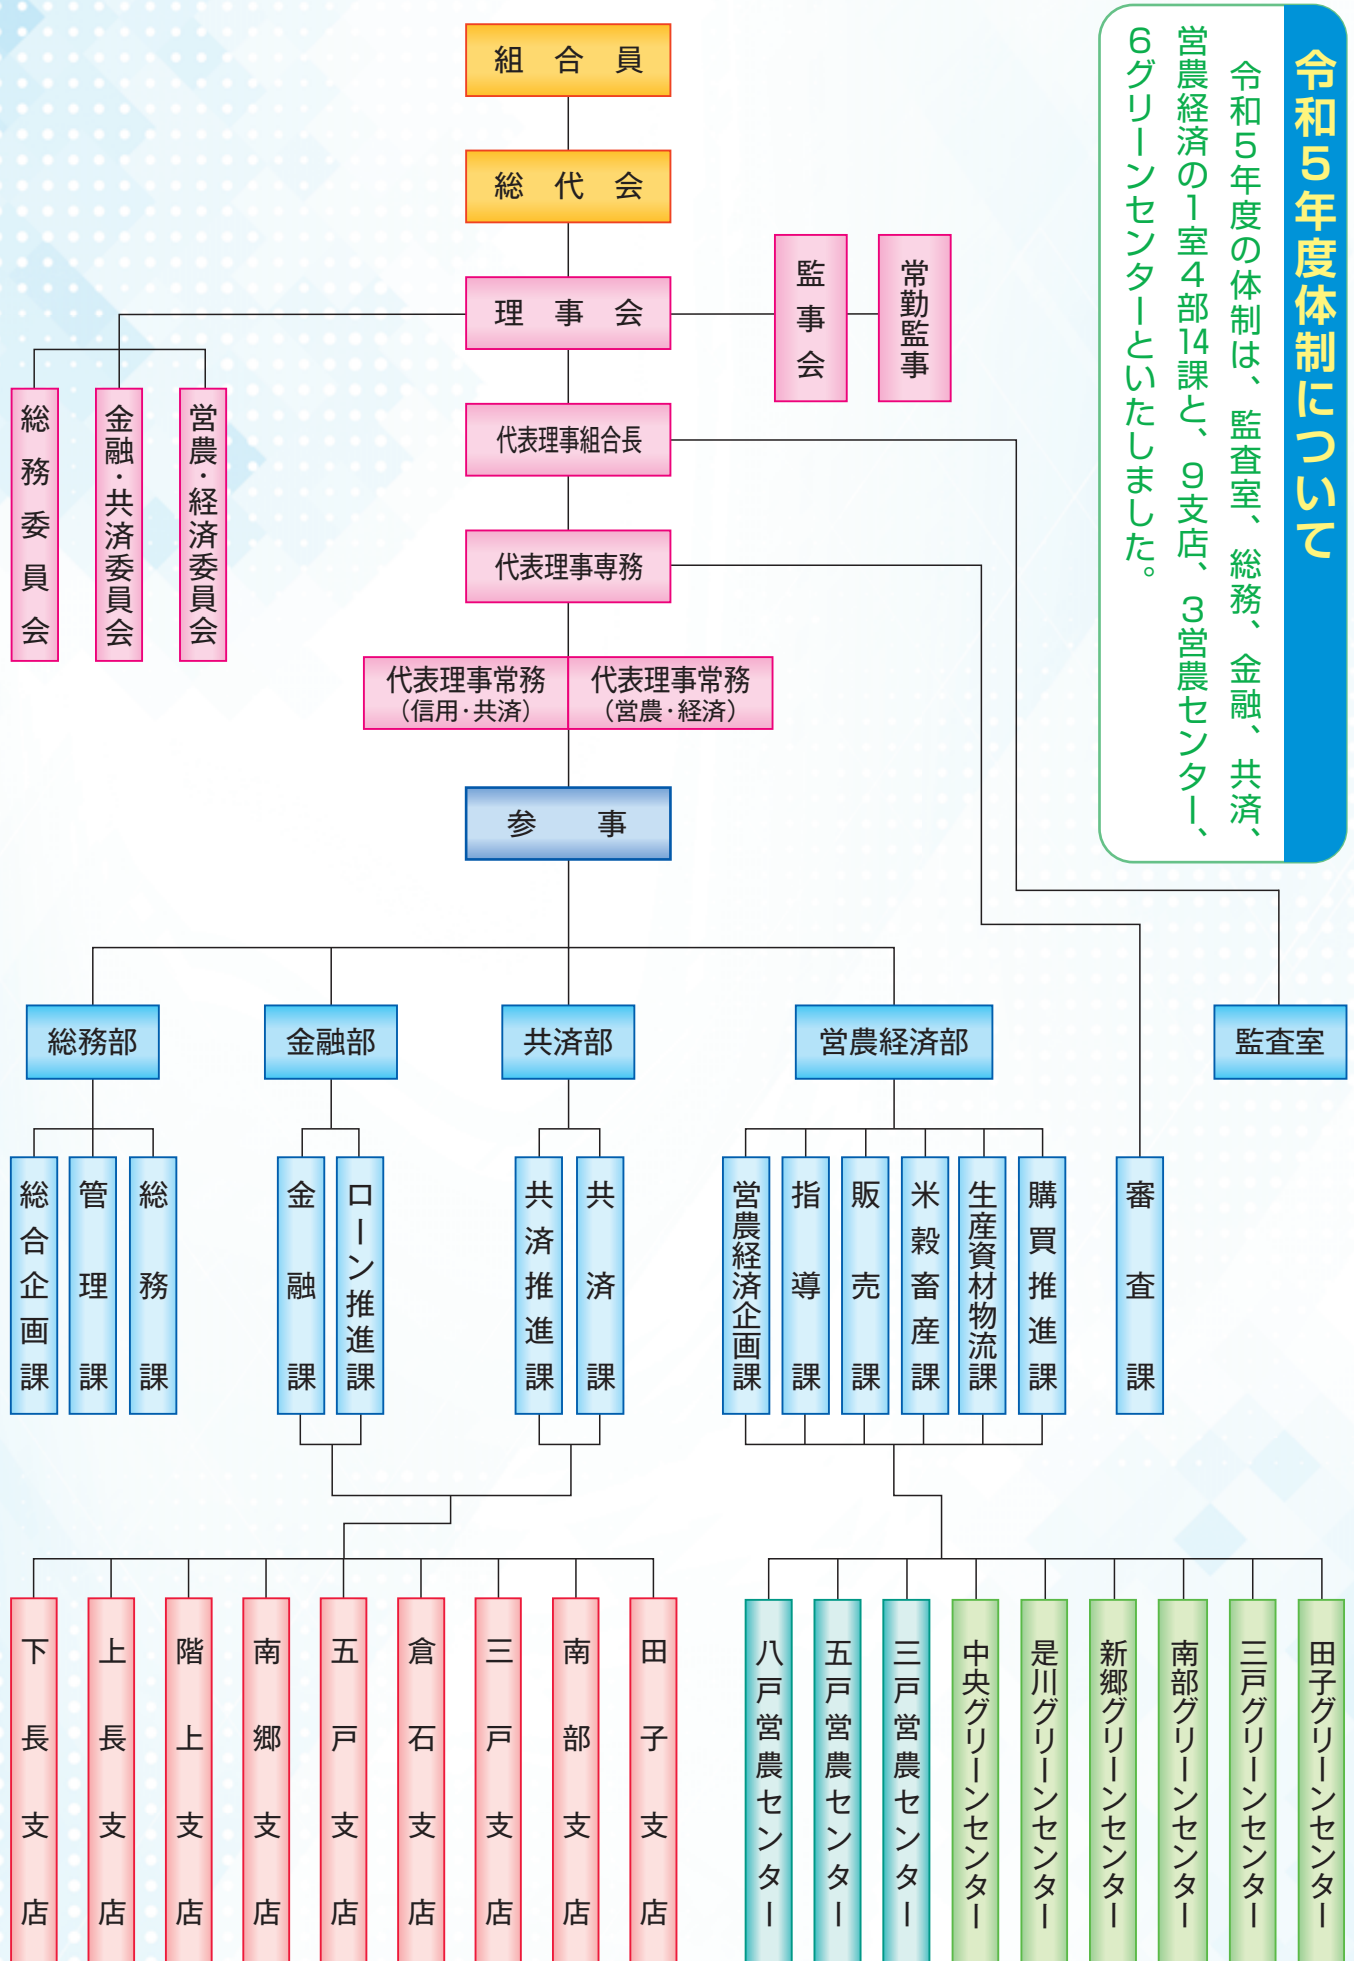 令和5年度体制について
令和5年度の体制は、監査室、総務、金融、共済、
営農経済の1室4部14課と、9支店、3営農センター、
6グリーンセンターといたしました。
組合員
総代会
理事会
監事会
常勤監事
総務委員会
金融・共済委員会
営農・経済委員会
代表理事組合長
代表理事専務
代表理事常務
（信用・共済）
代表理事常務
（営農・経済）
参事
総務部
金融部
共済部
営農経済部
監査室
総合企画課
管理課
総務課
金融課
ローン推進課
共済推進課
共済課
営農経済企画課
指導課
販売課
米穀畜産課
生産資材物流課
購買推進課
審査課
下長支店
上長支店
階上支店
南郷支店
五戸支店
倉石支店
三戸支店
南部支店
田子支店
八戸営農センター
五戸営農センター
三戸営農センター
中央グリーンセンター
是川グリーンセンター
新郷グリーンセンター
南部グリーンセンター
三戸グリーンセンター
田子グリーンセンター